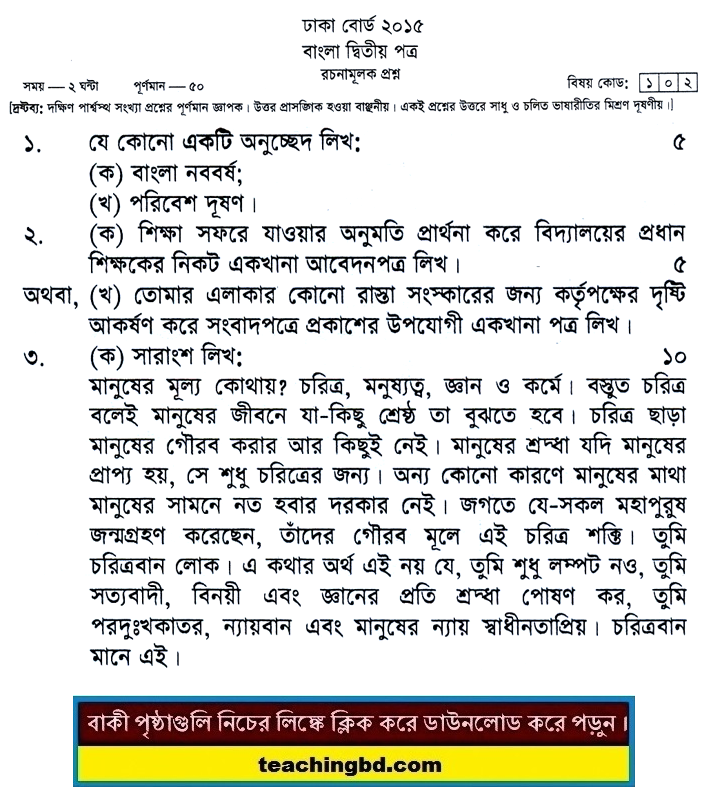 ঢাকা বোর্ড ২০১৫
বাংলা দ্বিতীয় পত্র
রচনামূলক প্রশ্ন
সময় — ২ ঘন্টা পূর্ণমান — ৫০ বিষয় কোড: ১ ০ ২
[দ্রষ্টব্য: দক্ষিণ পার্শ্বস্থ সংখ্যা প্রশ্নের পূর্ণমান জ্ঞাপক। উত্তর প্রাসঙ্গিক হওয়া বাঞ্ছনীয়। একই প্রশ্নের উত্তরে সাধু ও চলিত ভাষারীতির মিশ্রণ দূষণীয়।]
১. যে কোনো একটি অনুচ্ছেদ লিখ: ৫
(ক) বাংলা নববর্ষ;
(খ) পরিবেশ দূষণ।
২. (ক) শিক্ষা সফরে যাওয়ার অনুমতি প্রার্থনা করে বিদ্যালয়ের প্রধান
শিক্ষকের নিকট একখানা আবেদনপত্র লিখ। ৫
অথবা, (খ) তোমার এলাকার কোনো রাস্তা সংস্কারের জন্য কর্তৃপক্ষের দৃষ্টি
আকর্ষণ করে সংবাদপত্রে প্রকাশের উপযোগী একখানা পত্র লিখ।
৩. (ক) সারাংশ লিখ: ১০
মানুষের মূল্য কোথায়? চরিত্র, মনুষ্যত্ব, জ্ঞান ও কর্মে। বস্তুত চরিত্র
বলেই মানুষের জীবনে যা-কিছু শ্রেষ্ঠ তা বুঝতে হবে। চরিত্র ছাড়া
মানুষের গৌরব করার আর কিছুই নেই। মানুষের শ্রদ্ধা যদি মানুষের
প্রাপ্য হয়, সে শুধু চরিত্রের জন্য। অন্য কোনো কারণে মানুষের মাথা
মানুষের সামনে নত হবার দরকার নেই। জগতে যে-সকল মহাপুরুষ
জন্মগ্রহণ করেছেন, তাঁদের গৌরব মূলে এই চরিত্র শক্তি। তুমি
চরিত্রবান লোক। এ কথার অর্থ এই নয় যে, তুমি শুধু লম্পট নও, তুমি
সত্যবাদী, বিনয়ী এবং জ্ঞানের প্রতি শ্রদ্ধা পোষণ কর, তুমি
পরদুঃখকাতর, ন্যায়বান এবং মানুষের ন্যায় স্বাধীনতাপ্রিয়। চরিত্রবান
মানে এই।
বাকী পৃষ্ঠাগুলি নিচের লিঙ্কে ক্লিক করে ডাউনলোড করে পড়ুন।
teachingbd.com